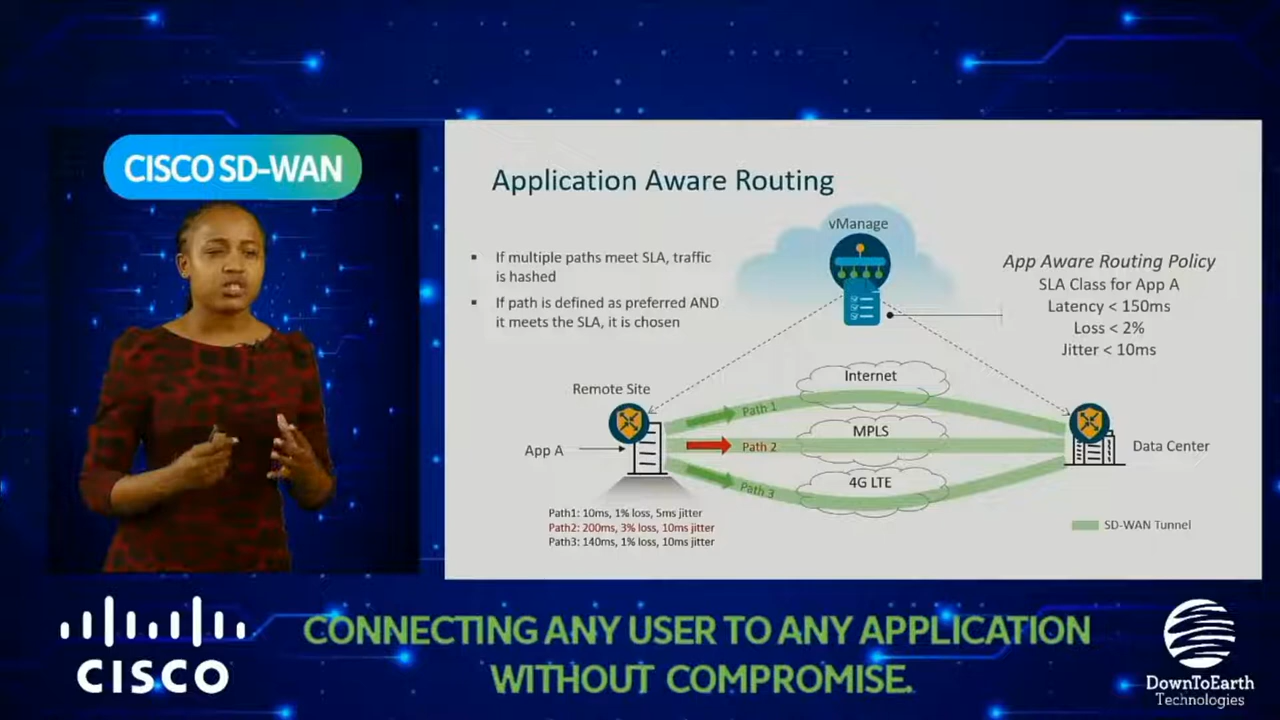 CISCO SD-WAN
Application Aware Routing
▪ If multiple paths meet SLA, traffic
is hashed
▪ If path is defined as preferred AND
it meets the SLA, it is chosen
vManage
App Aware Routing Policy
SLA Class for App A
Latency < 150ms
Loss < 2%
Jitter < 10ms
Remote Site
Internet
Path 1
MPLS
Path 2
App A
Data Center
4G LTE
Path 3
Path1: 10ms, 1% loss, 5ms jitter
Path2: 200ms, 3% loss, 10ms jitter
Path3: 140ms, 1% loss, 10ms jitter
SD-WAN Tunnel
CISCO
CONNECTING ANY USER TO ANY APPLICATION
WITHOUT COMPROMISE.
DownToEarth
Technologies